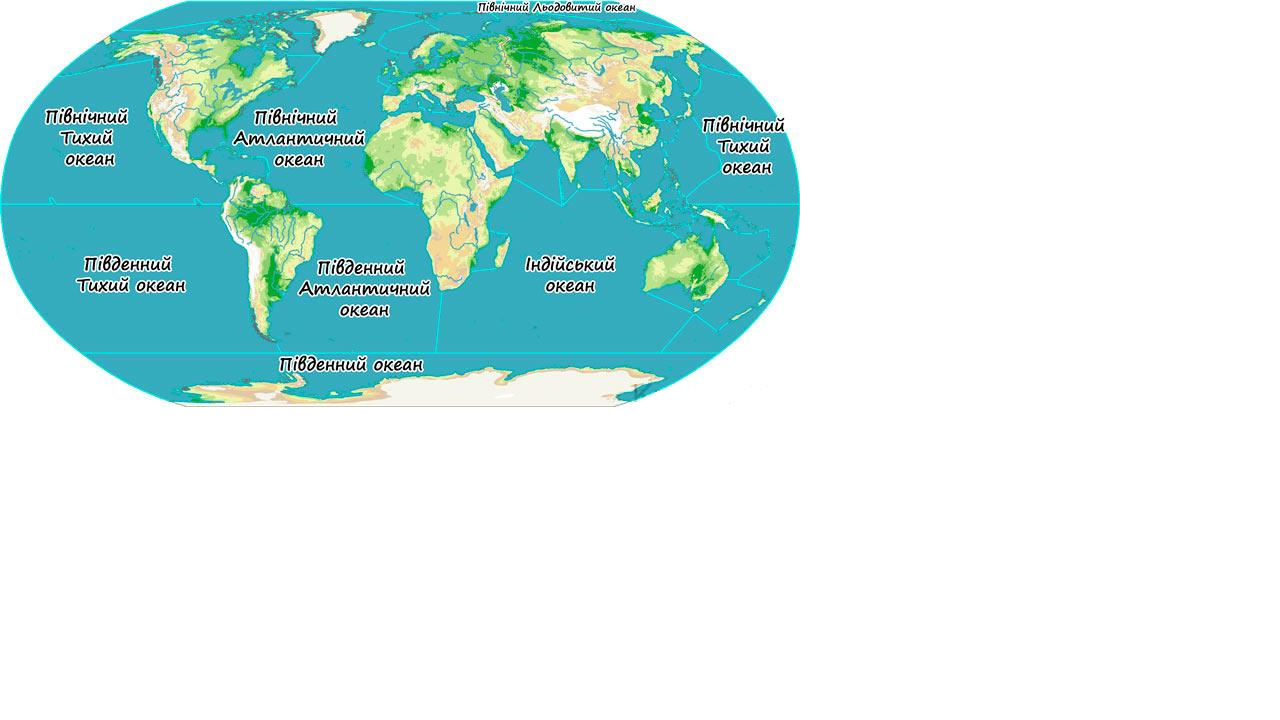 Північний Льодовитий океан
Північний
Тихий
океан
Північний
Атлантичний
океан
Північний
Тихий
океан
Південний
Тихий океан
Південний
Атлантичний
океан
Індійський
океан
Південний океан